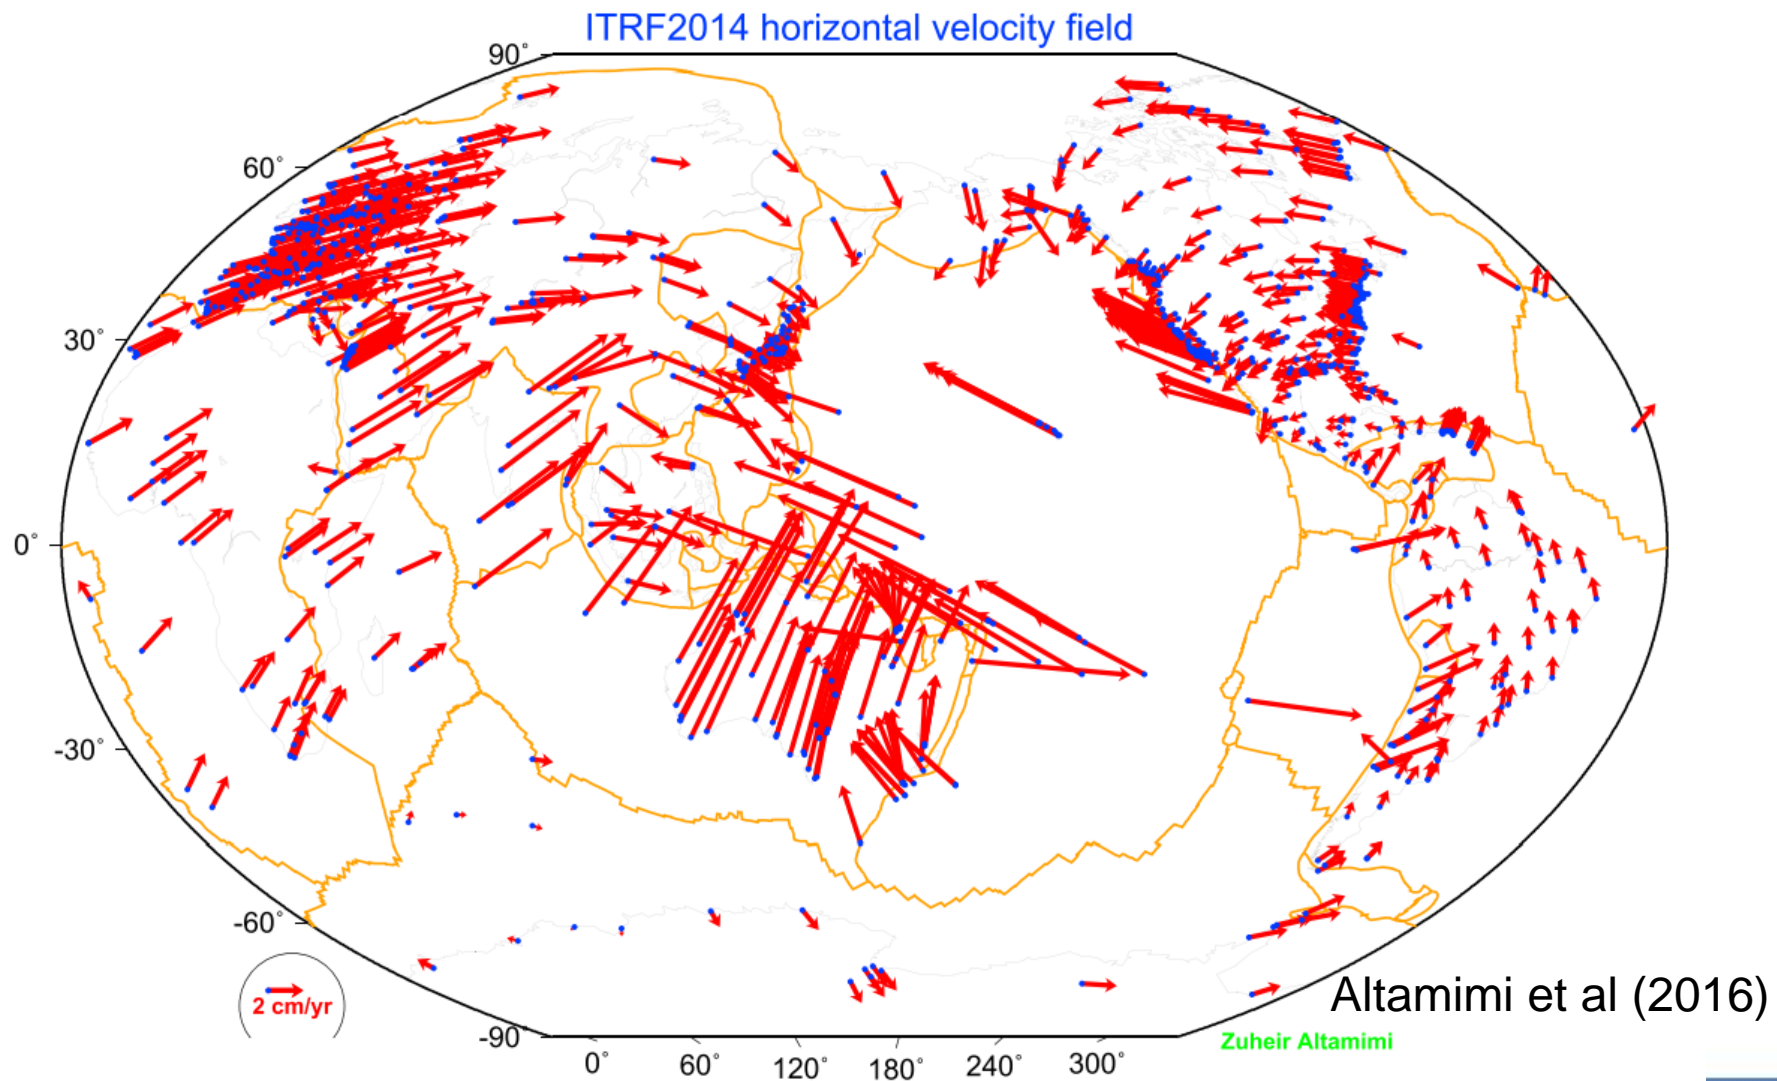 ITRF2014 horizontal velocity field
90°
60°
30°
0°
-30°
-60°
-90°
2 cm/yr
0° 60° 120° 180° 240° 300°
Altamimi et al (2016)
Zuheir Altamimi